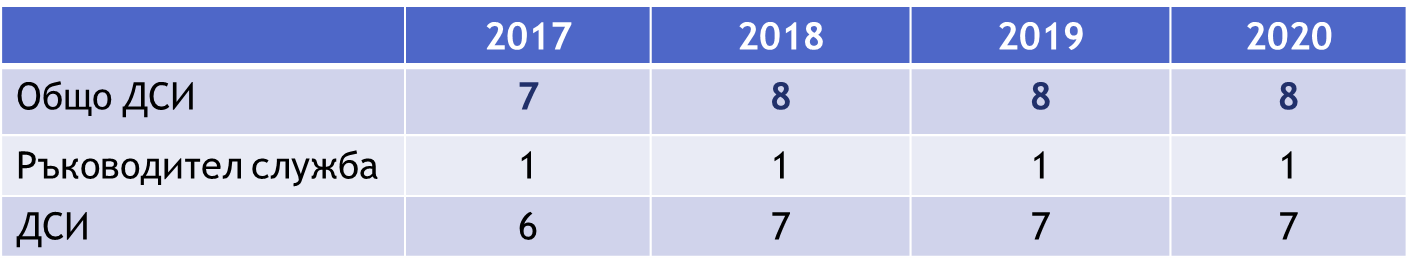 2017 2018 2019 2020
Общо ДСИ 7 8 8 8
Ръководител служба 1 1 1 1
ДСИ 6 7 7 7